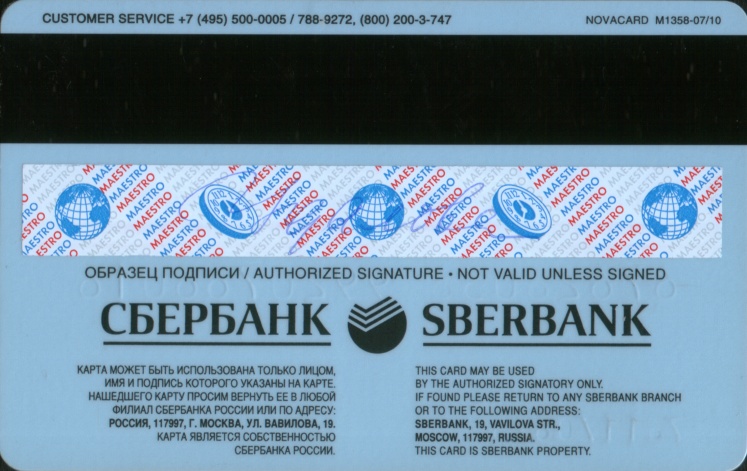 CUSTOMER SERVICE +7 (495) 500-0005 / 788-9272, (800) 200-3-747
NOVACARD M1358-07/10
MAESTRO MAESTRO MAESTRO MAESTRO MAESTRO
ОБРАЗЕЦ ПОДПИСИ / AUTHORIZED SIGNATURE • NOT VALID UNLESS SIGNED
СБЕРБАНК SBERBANK
КАРТА МОЖЕТ БЫТЬ ИСПОЛЬЗОВАНА ТОЛЬКО ЛИЦОМ,
ИМЯ И ПОДПИСЬ КОТОРОГО УКАЗАНЫ НА КАРТЕ.
НАШЕДШЕГО КАРТУ ПРОСИМ ВЕРНУТЬ ЕЕ В ЛЮБОЙ
ФИЛИАЛ СБЕРБАНКА РОССИИ ИЛИ ПО АДРЕСУ:
РОССИЯ, 117997, Г. МОСКВА, УЛ. ВАВИЛОВА, 19.
КАРТА ЯВЛЯЕТСЯ СОБСТВЕННОСТЬЮ
СБЕРБАНКА РОССИИ.
THIS CARD MAY BE USED
BY THE AUTHORIZED SIGNATORY ONLY.
IF FOUND PLEASE RETURN TO ANY SBERBANK BRANCH
OR TO THE FOLLOWING ADDRESS:
SBERBANK, 19, VAVILOVA STR.,
MOSCOW, 117997, RUSSIA.
THIS CARD IS SBERBANK PROPERTY.